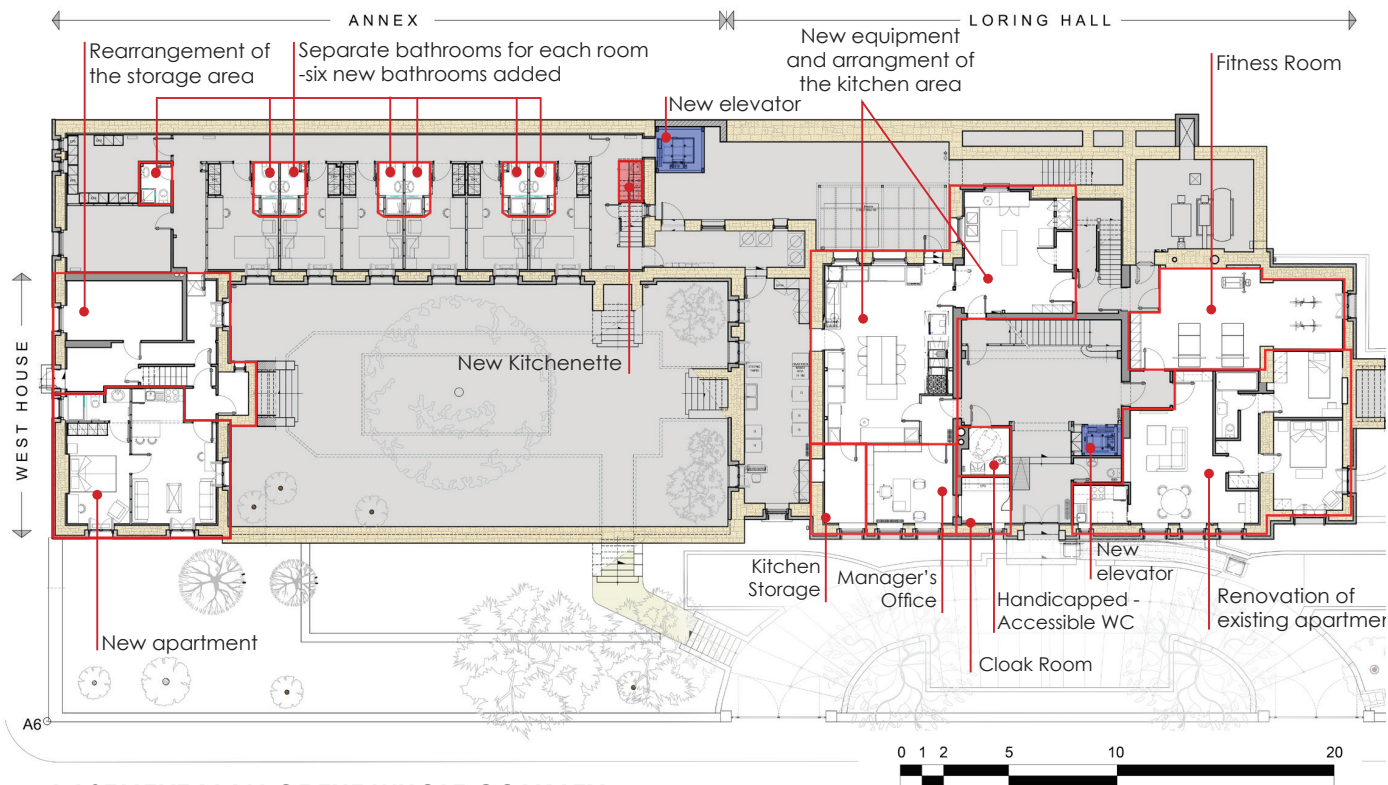 ANNEX
LORING HALL
Rearrangement of
the storage area
Separate bathrooms for each room
-six new bathrooms added
New elevator
New equipment
and arrangment of
the kitchen area
Fitness Room
WEST HOUSE
New Kitchenette
New apartment
Kitchen
Storage
Manager's
Office
Handicapped -
Accessible WC
Cloak Room
New
elevator
Renovation of
existing apartmen
A6
0 1 2 5 10 20